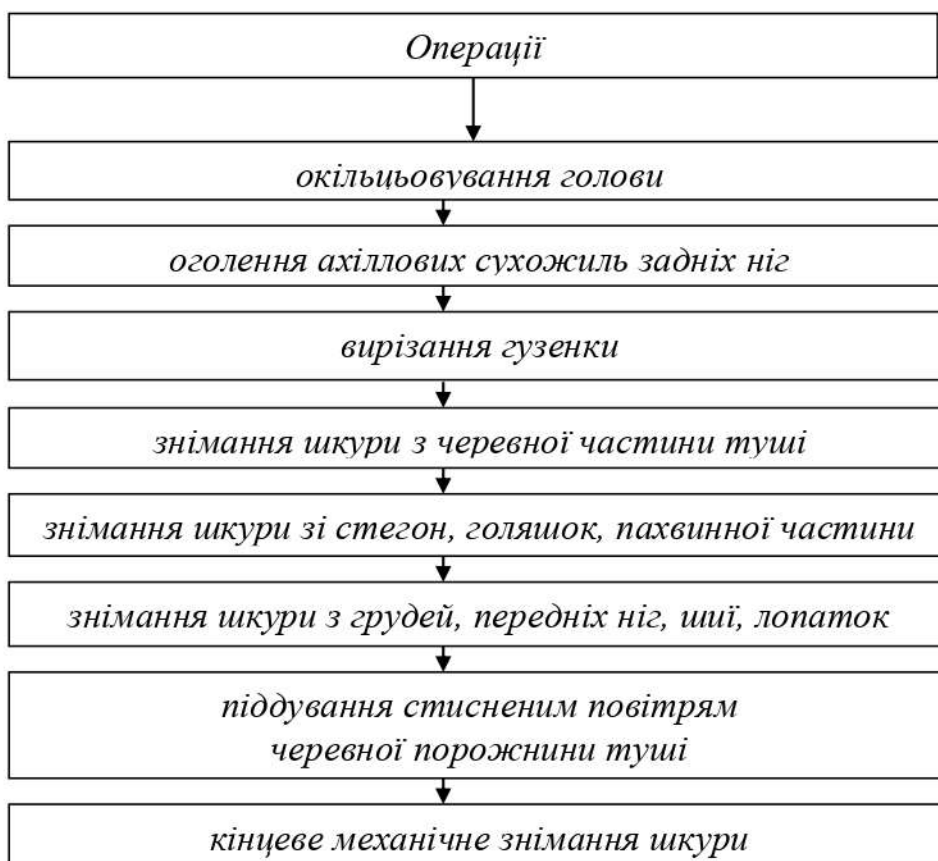 Операції
окільцьовування голови
оголення ахіллових сухожиль задніх ніг
вирізання гузенки
знімання шкури з черевної частини туші
знімання шкури зі стегон, голяшок, пахвинної частини
знімання шкури з грудей, передніх ніг, шиї, лопаток
піддування стисненим повітрям
черевної порожнини туші
кінцеве механічне знімання шкури